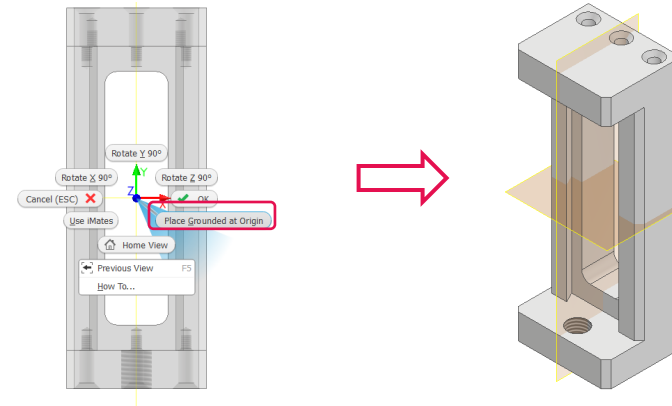 Rotate Y 90°
Y
Rotate X 90°
Rotate Z 90°
Z
Cancel (ESC)
X
OK
Use iMates
Place Grounded at Origin
Home View
Previous View F5
How To...